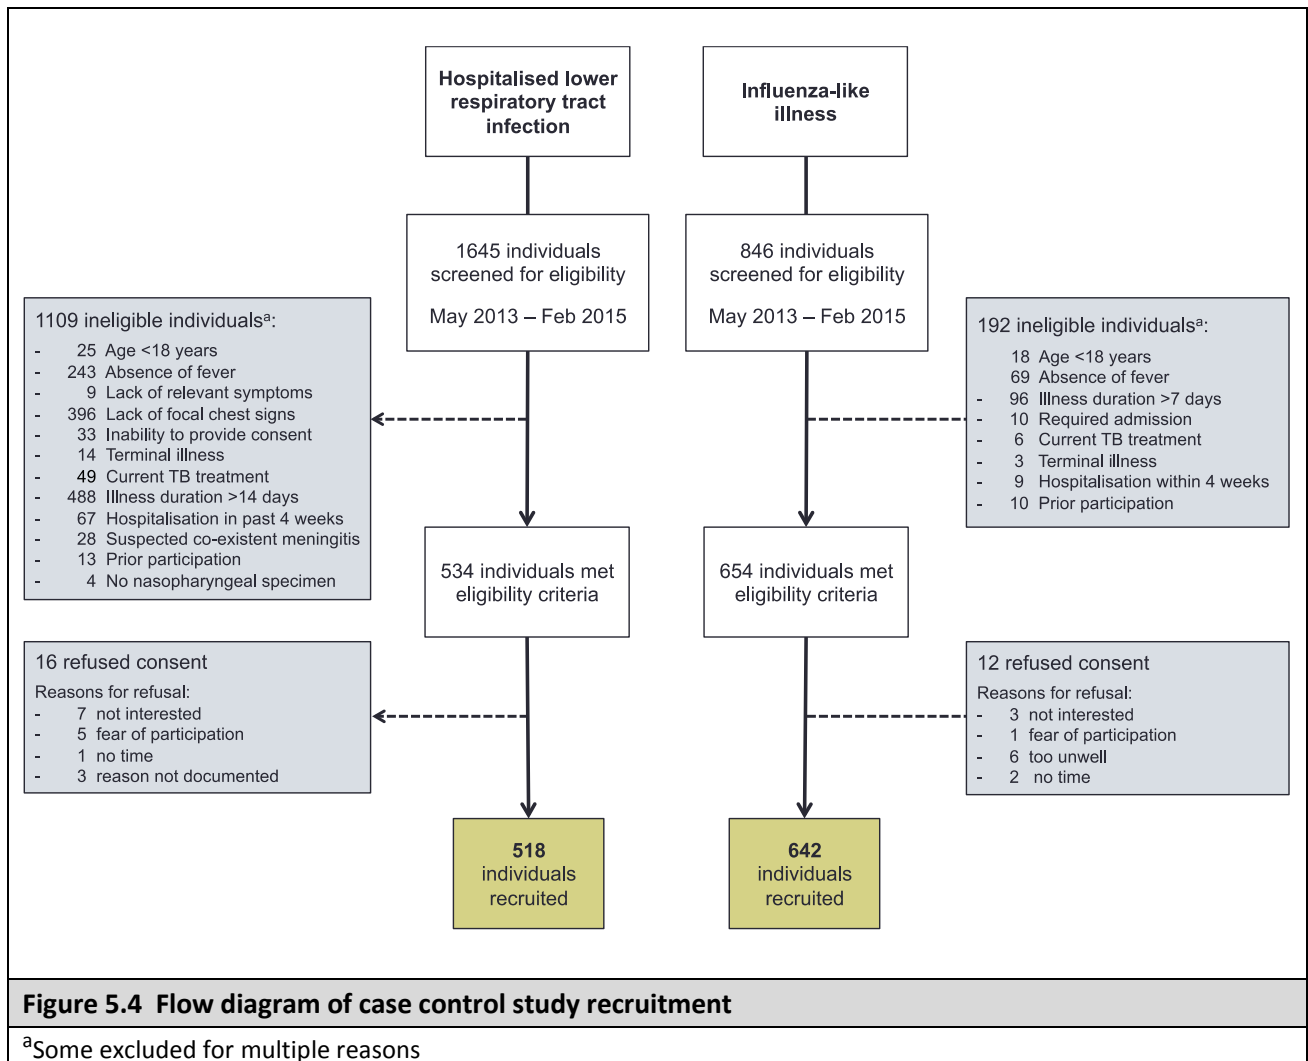 Hospitalised lower
respiratory tract
infection
Influenza-like
illness
1645 individuals
screened for eligibility
May 2013 – Feb 2015
846 individuals
screened for eligibility
May 2013 – Feb 2015
1109 ineligible individualsᵃ:
- 25 Age <18 years
- 243 Absence of fever
- 9 Lack of relevant symptoms
- 396 Lack of focal chest signs
- 33 Inability to provide consent
- 14 Terminal illness
- 49 Current TB treatment
- 488 Illness duration >14 days
- 67 Hospitalisation in past 4 weeks
- 28 Suspected co-existent meningitis
- 13 Prior participation
- 4 No nasopharyngeal specimen
192 ineligible individualsᵃ:
18 Age <18 years
69 Absence of fever
- 96 Illness duration >7 days
- 10 Required admission
- 6 Current TB treatment
- 3 Terminal illness
- 9 Hospitalisation within 4 weeks
- 10 Prior participation
534 individuals met
eligibility criteria
654 individuals met
eligibility criteria
16 refused consent
Reasons for refusal:
- 7 not interested
- 5 fear of participation
- 1 no time
- 3 reason not documented
12 refused consent
Reasons for refusal:
- 3 not interested
- 1 fear of participation
- 6 too unwell
- 2 no time
518
individuals
recruited
642
individuals
recruited
Figure 5.4 Flow diagram of case control study recruitment
ᵃSome excluded for multiple reasons